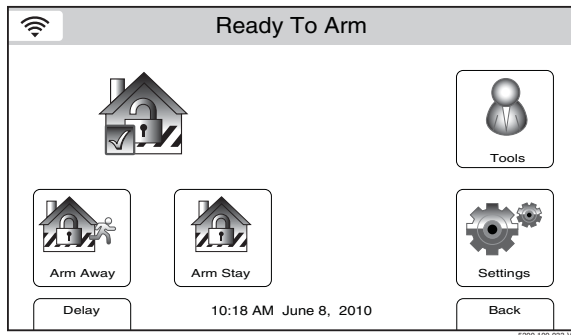 Ready To Arm
Tools
Arm Away
Arm Stay
Settings
Delay
10:18 AM June 8, 2010
Back